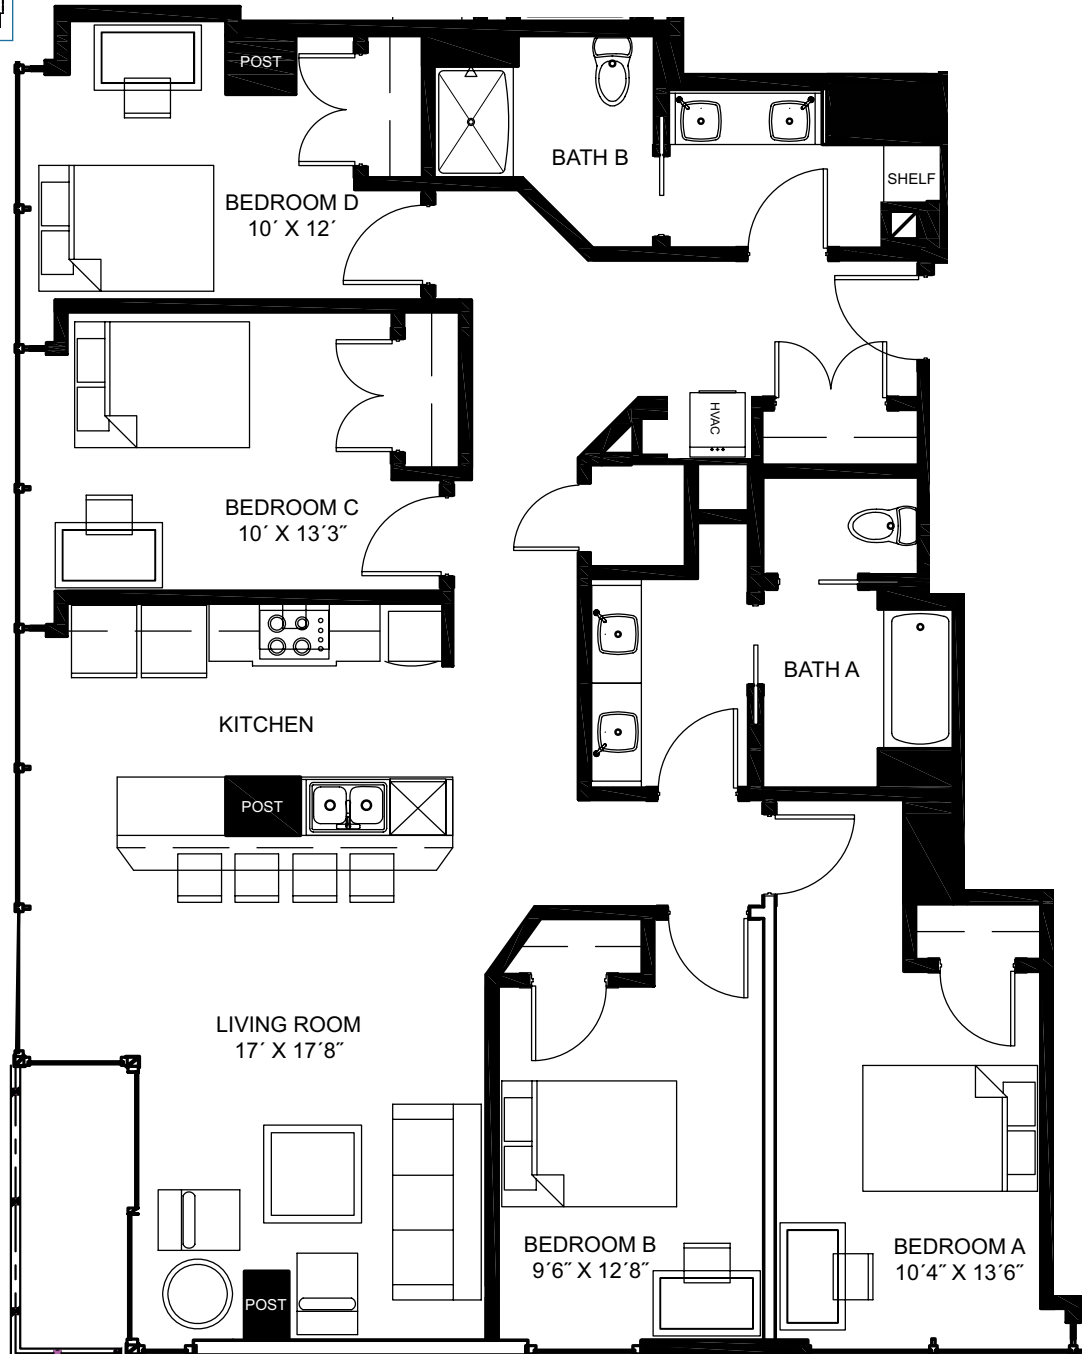 POST
BATH B
SHELF
BEDROOM D
10´ X 12´
HVAC
BEDROOM C
10´ X 13´3˝
BATH A
KITCHEN
POST
LIVING ROOM
17´ X 17´8˝
BEDROOM B
9´6˝ X 12´8˝
BEDROOM A
10´4˝ X 13´6˝
POST